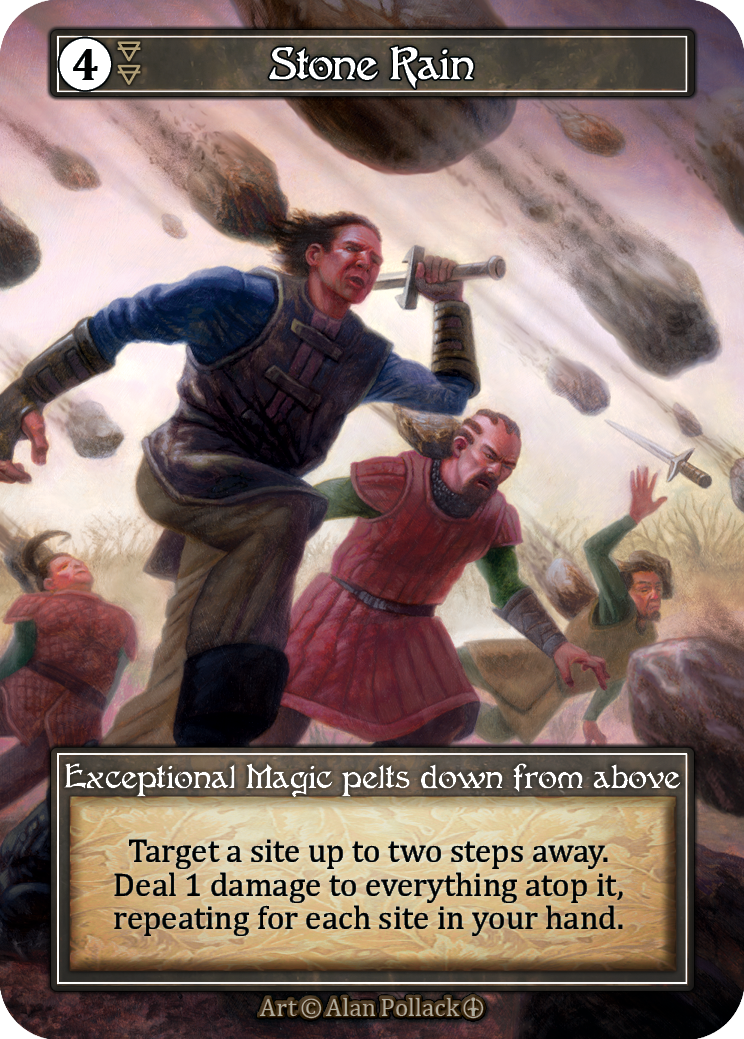 4
Stone Rain
Exceptional Magic pelts down from above
Target a site up to two steps away.
Deal 1 damage to everything atop it,
repeating for each site in your hand.
Art © Alan Pollack